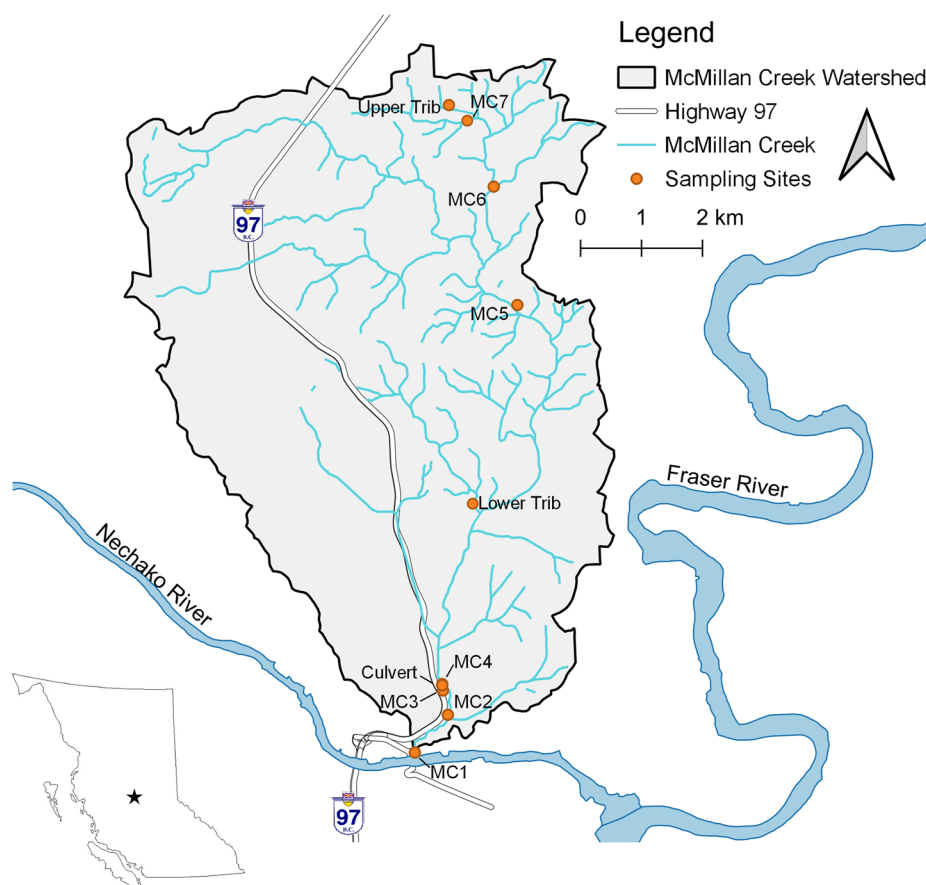 Legend
McMillan Creek Watershed
Highway 97
McMillan Creek
Sampling Sites
0 1 2 km
Upper Trib
MC7
MC6
97
B.C.
MC5
Lower Trib
Fraser River
Nechako River
Culvert
MC4
MC3
MC2
MC1
97
B.C.